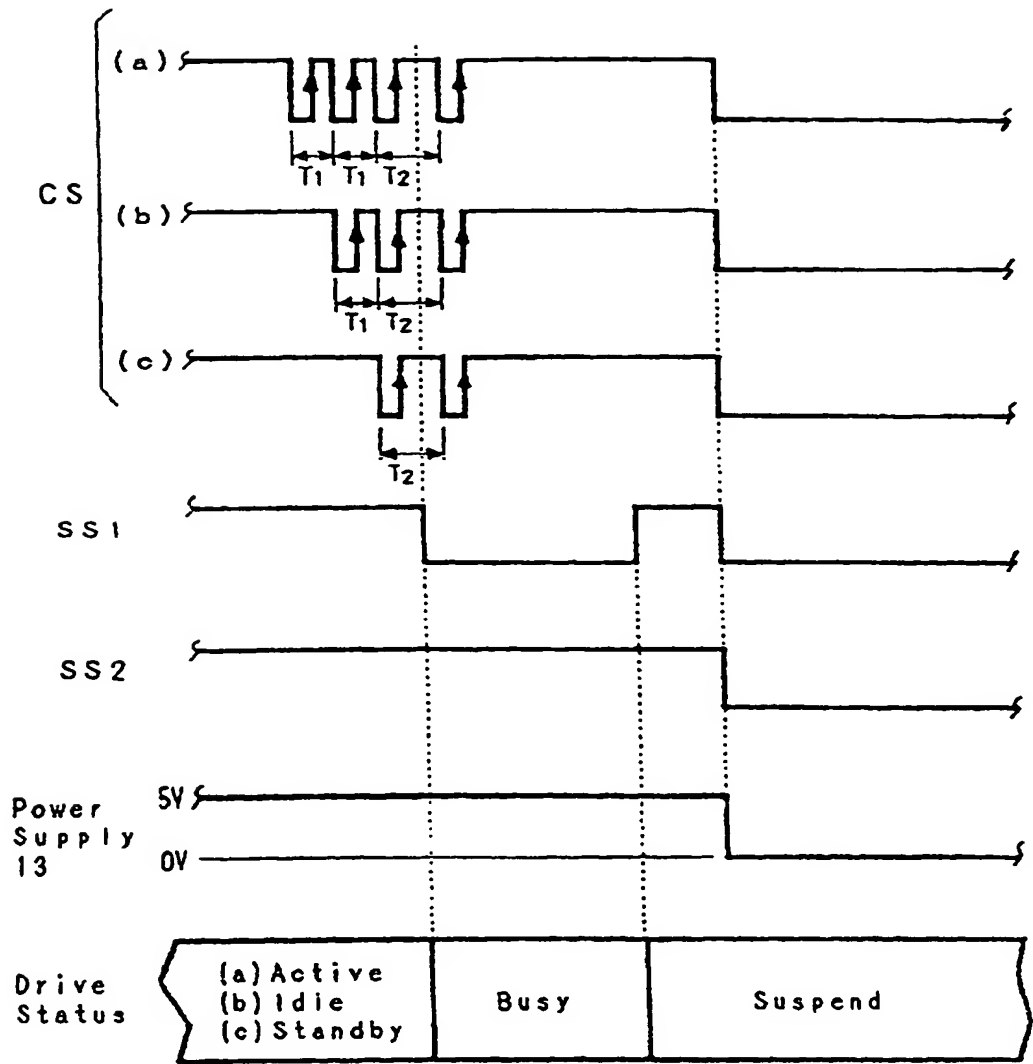 CS
(a)
T1 T1 T2
(b)
T1 T2
(c)
T2
SS1
SS2
Power
Supply
13
5V
0V
Drive
Status
(a) Active
(b) Idie
(c) Standby
Busy
Suspend